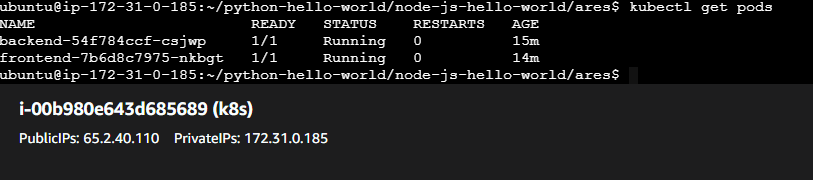 ubuntu@ip-172-31-0-185:~/python-hello-world/node-js-hello-world/ares$ kubectl get pods
NAME                        READY   STATUS    RESTARTS   AGE
backend-54f784ccf-csjwp     1/1     Running   0          15m
frontend-7b6d8c7975-nkbgt   1/1     Running   0          14m
ubuntu@ip-172-31-0-185:~/python-hello-world/node-js-hello-world/ares$
i-00b980e643d685689 (k8s)
PublicIPs: 65.2.40.110 PrivateIPs: 172.31.0.185